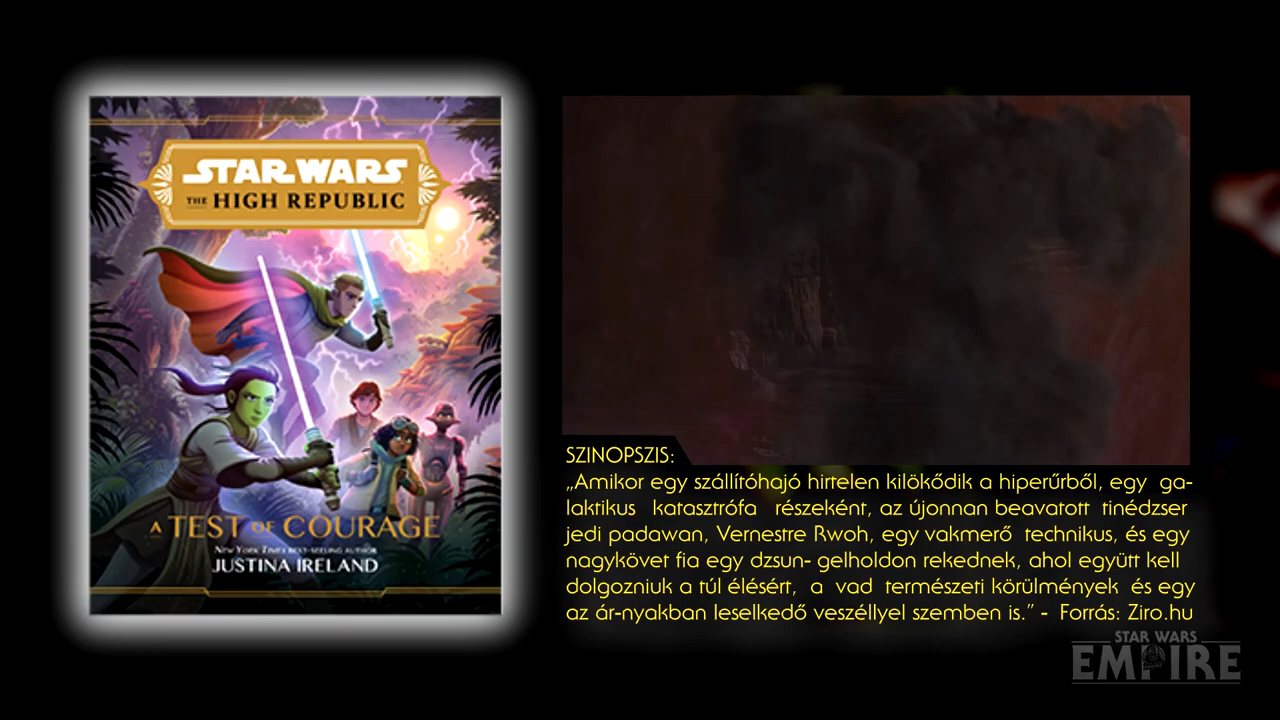 STAR WARS
THE HIGH REPUBLIC
A TEST OF COURAGE
NEW YORK TIMES BEST-SELLING AUTHOR
JUSTINA IRELAND
SZINOPSZIS:
„Amikor egy szállítóhajó hirtelen kilökődik a hiperűrből, egy ga-
laktikus katasztrófa részeként, az újonnan beavatott tinédzser
jedi padawan, Vernestre Rwoh, egy vakmerő technikus, és egy
nagykövet fia egy dzsun- gelholdon rekednek, ahol együtt kell
dolgozniuk a túl élésért, a vad természeti körülmények és egy
az ár-nyakban leselkedő veszéllyel szemben is.” - Forrás: Ziro.hu
STAR WARS
EMPIRE